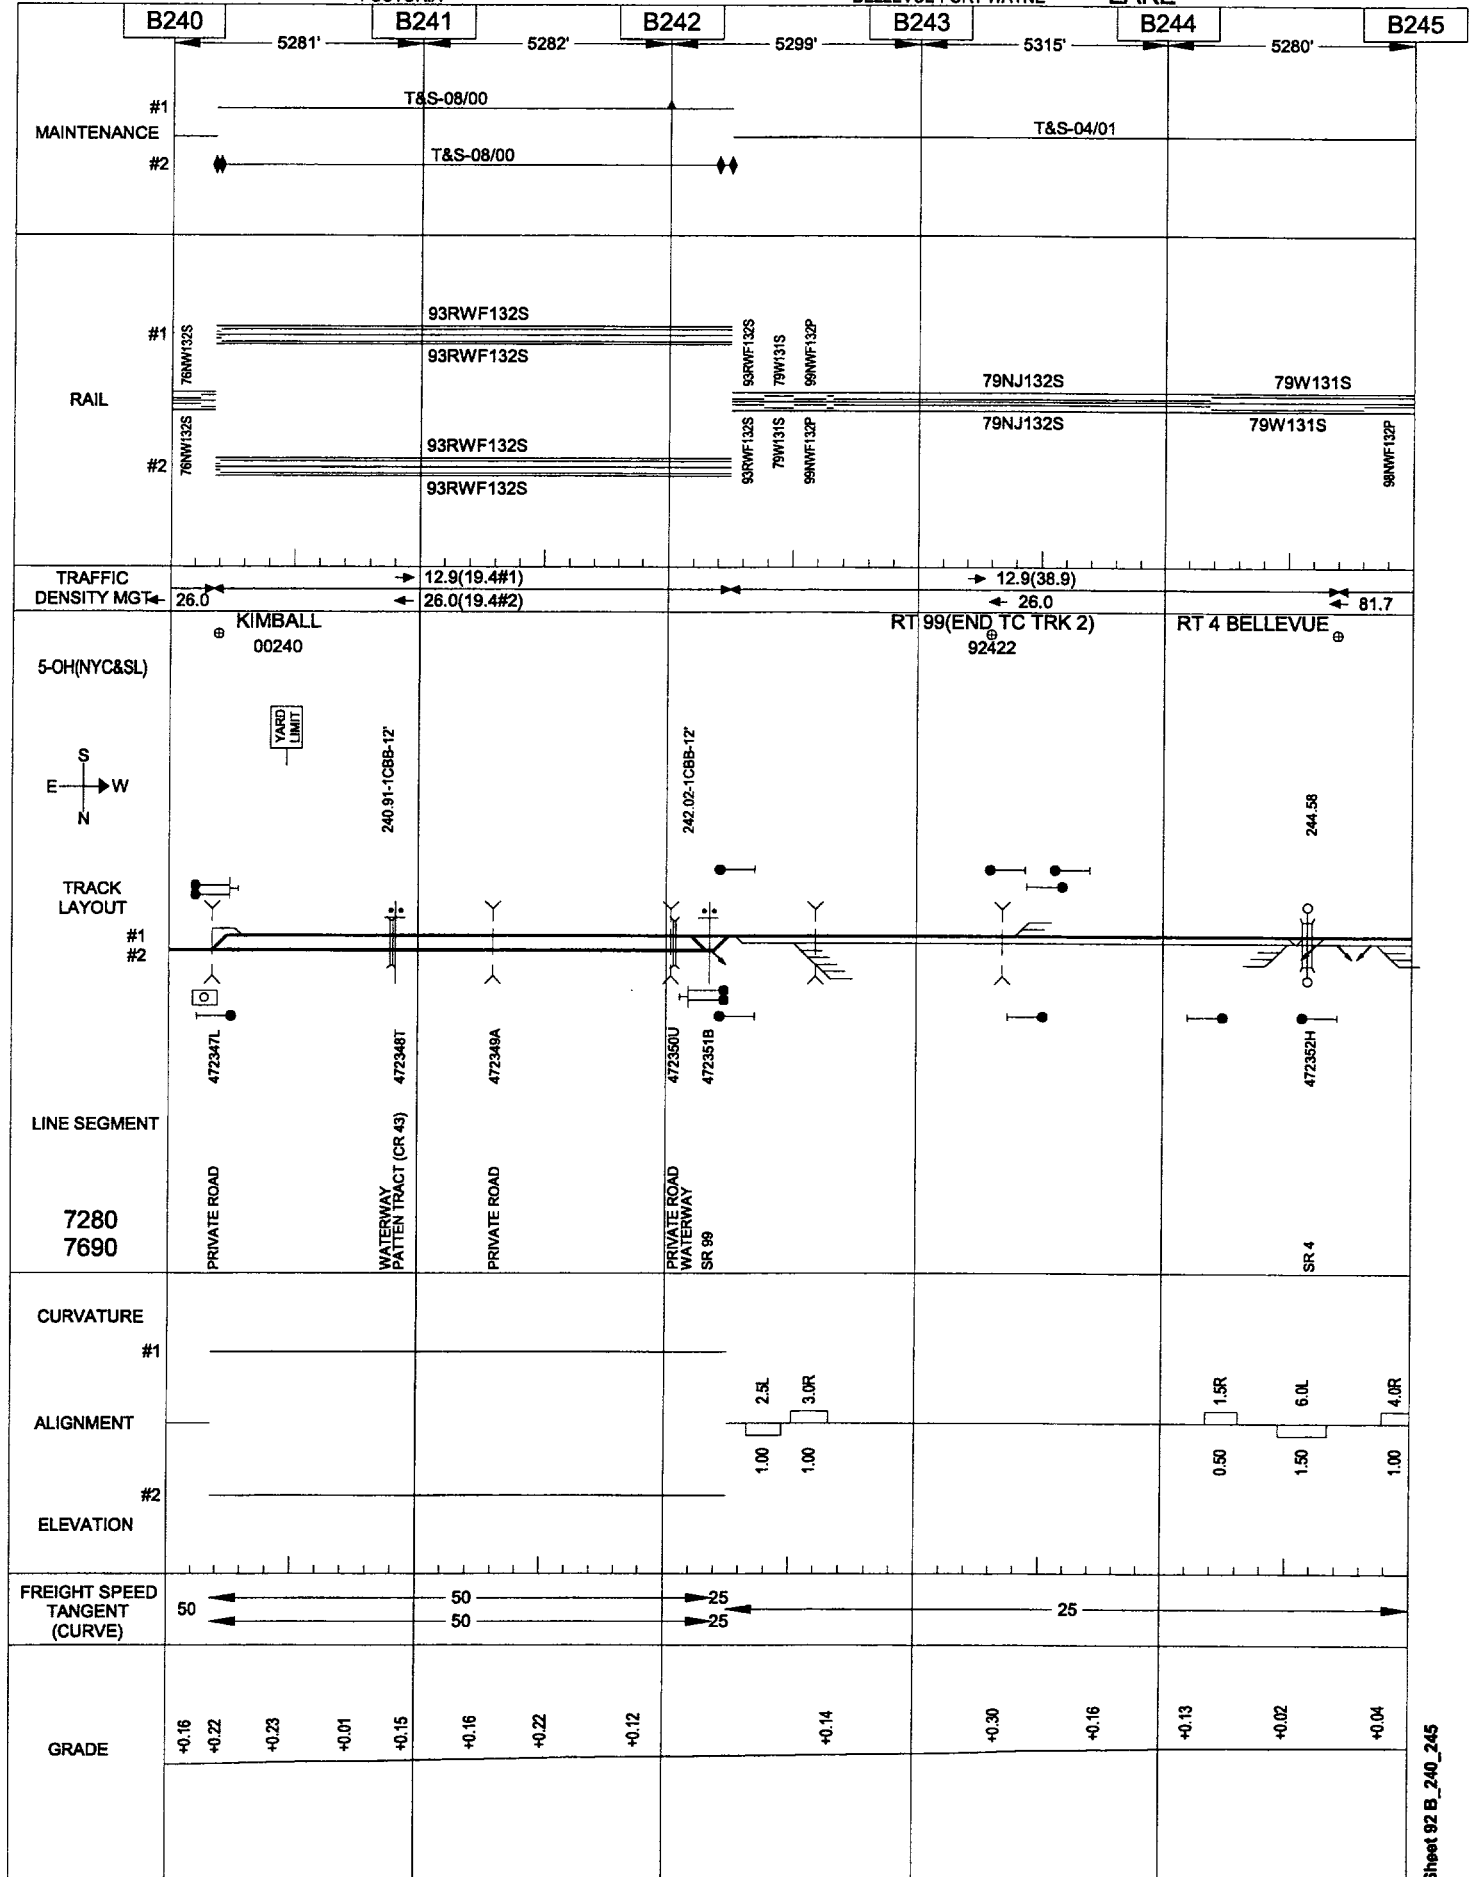 B240 B241 B242 B243 B244 B245
5281' 5282' 5299' 5315' 5280'
#1 T&S-08/00
MAINTENANCE T&S-04/01
#2 T&S-08/00
93RWF132S
#1
93RWF132S
76NW132S
93RWF132S
79W131S
99NWF132P
RAIL
79NJ132S 79W131S
79NJ132S 79W131S
93RWF132S
#2
93RWF132S
76NW132S
93RWF132S
79W131S
99NWF132P
98NWF132P
TRAFFIC
DENSITY MGT
12.9(19.4#1) 12.9(38.9)
26.0 26.0(19.4#2) 26.0 81.7
KIMBALL RT 99(END TC TRK 2) RT 4 BELLEVUE
00240 92422
5-OH(NYC&SL)
YARD
LIMIT
S
E W
N
240.91-1CBB-12'
242.02-1CBB-12'
244.58
TRACK
LAYOUT
#1
#2
472347L
472348T
472349A
472350U
472351B
472352H
LINE SEGMENT
7280
7690
PRIVATE ROAD
WATERWAY
PATTEN TRACT (CR 43)
PRIVATE ROAD
PRIVATE ROAD
WATERWAY
SR 99
SR 4
CURVATURE
#1
ALIGNMENT
2.5L 3.0R 1.5R 6.0L 4.0R
1.00 1.00 0.50 1.50 1.00
#2
ELEVATION
FREIGHT SPEED
TANGENT
(CURVE)
50 50 25 25
50 25
GRADE
+0.16 +0.22 +0.23 +0.01 +0.15 +0.16 +0.22 +0.12 +0.14 +0.30 +0.16 +0.13 +0.02 +0.04
Sheet 92 B_240_245